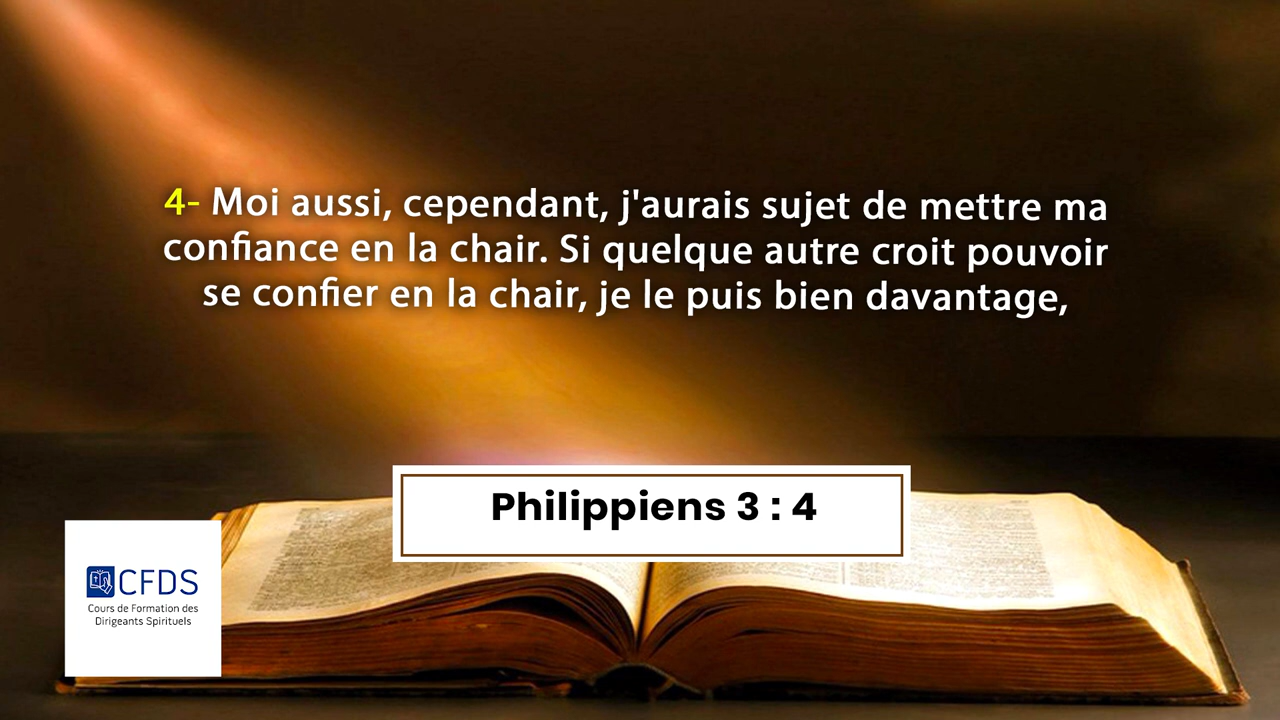 4- Moi aussi, cependant, j'aurais sujet de mettre ma
confiance en la chair. Si quelque autre croit pouvoir
se confier en la chair, je le puis bien davantage,
Philippiens 3 : 4
CFDS
Cours de Formation des
Dirigeants Spirituels